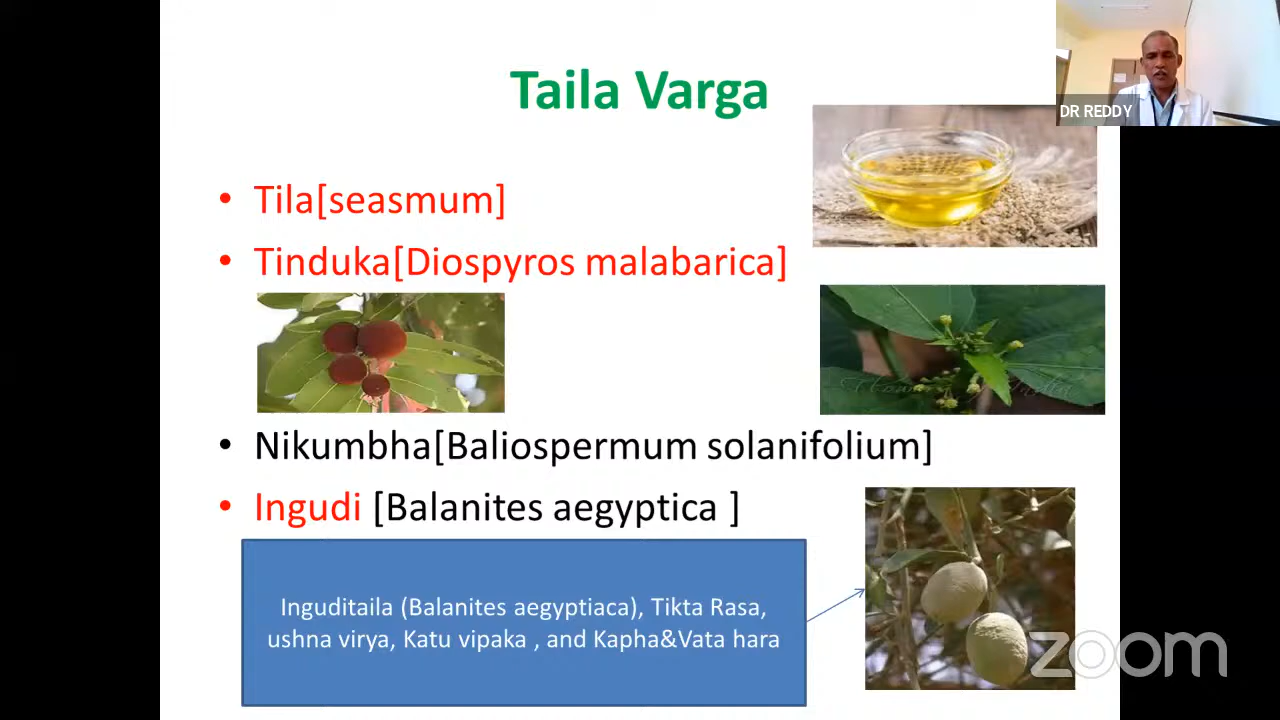 Taila Varga
DR REDDY
• Tila[seasmum]
• Tinduka[Diospyros malabarica]
• Nikumbha[Baliospermum solanifolium]
• Ingudi [Balanites aegyptica ]
Inguditaila (Balanites aegyptiaca), Tikta Rasa,
ushna virya, Katu vipaka , and Kapha&Vata hara
zoom